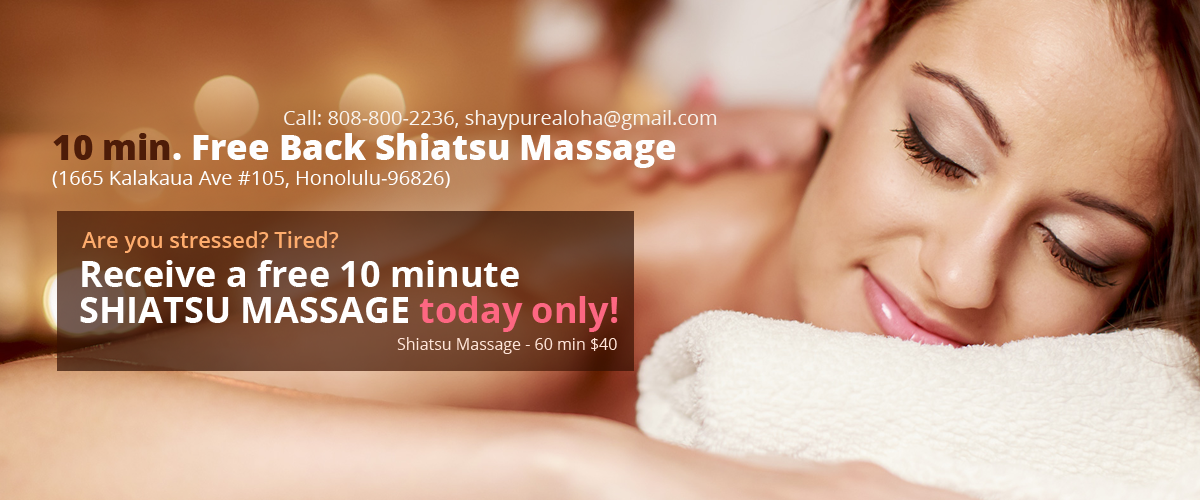 Call: 808-800-2236, shaypurealoha@gmail.com
10 min. Free Back Shiatsu Massage
(1665 Kalakaua Ave #105, Honolulu-96826)
Are you stressed? Tired?
Receive a free 10 minute
SHIATSU MASSAGE today only!
Shiatsu Massage - 60 min $40